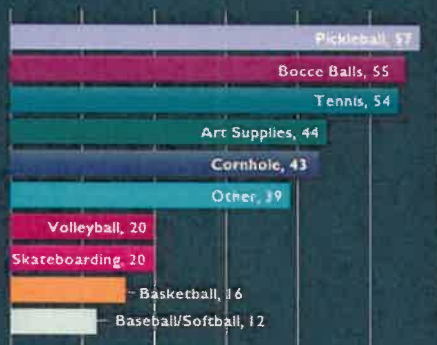 Pickleball, 57
Bocce Balls, 55
Tennis, 54
Art Supplies, 44
Cornhole, 43
Other, 39
Volleyball, 20
Skateboarding, 20
Basketball, 16
Baseball/Softball, 12